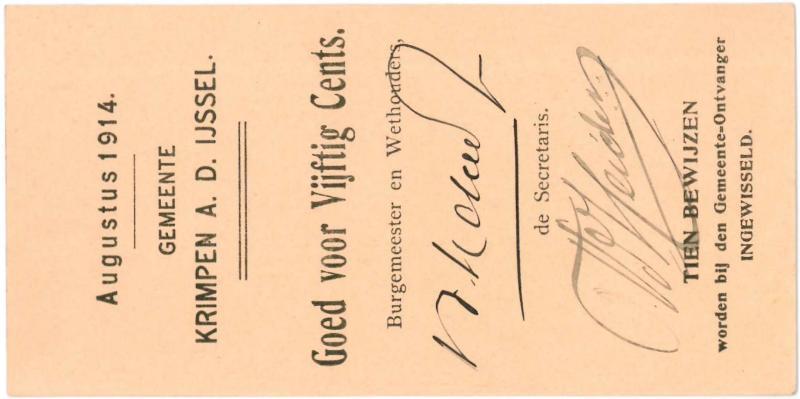 Augustus 1914.
GEMEENTE
KRIMPEN A. D. IJSSEL.
Goed voor Vijftig Cents.
Burgemeester en Wethouders,
de Secretaris.
TIEN BEWIJZEN
worden bij den Gemeente-Ontvanger
INGEWISSELD.